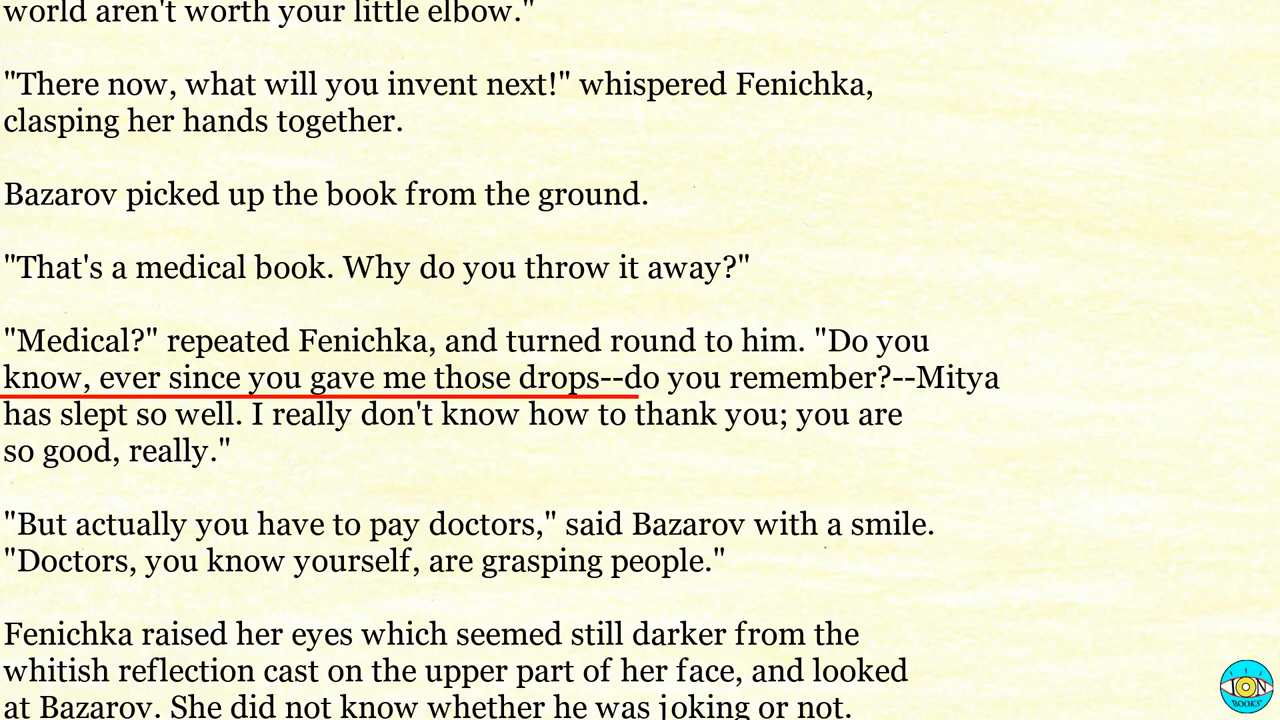 world aren't worth your little elbow."
"There now, what will you invent next!" whispered Fenichka,
clasping her hands together.
Bazarov picked up the book from the ground.
"That's a medical book. Why do you throw it away?"
"Medical?" repeated Fenichka, and turned round to him. "Do you
know, ever since you gave me those drops--do you remember?--Mitya
has slept so well. I really don't know how to thank you; you are
so good, really."
"But actually you have to pay doctors," said Bazarov with a smile.
"Doctors, you know yourself, are grasping people."
Fenichka raised her eyes which seemed still darker from the
whitish reflection cast on the upper part of her face, and looked
at Bazarov. She did not know whether he was joking or not.
ION
BOOKS